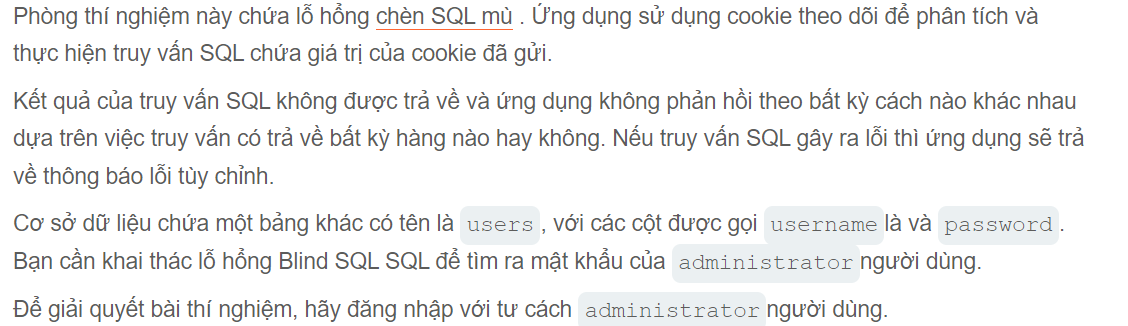 Phòng thí nghiệm này chứa lỗ hổng chèn SQL mù . Ứng dụng sử dụng cookie theo dõi để phân tích và
thực hiện truy vấn SQL chứa giá trị của cookie đã gửi.
Kết quả của truy vấn SQL không được trả về và ứng dụng không phản hồi theo bất kỳ cách nào khác nhau
dựa trên việc truy vấn có trả về bất kỳ hàng nào hay không. Nếu truy vấn SQL gây ra lỗi thì ứng dụng sẽ trả
về thông báo lỗi tùy chỉnh.
Cơ sở dữ liệu chứa một bảng khác có tên là users , với các cột được gọi username là và password .
Bạn cần khai thác lỗ hổng Blind SQL SQL để tìm ra mật khẩu của administrator người dùng.
Để giải quyết bài thí nghiệm, hãy đăng nhập với tư cách administrator người dùng.